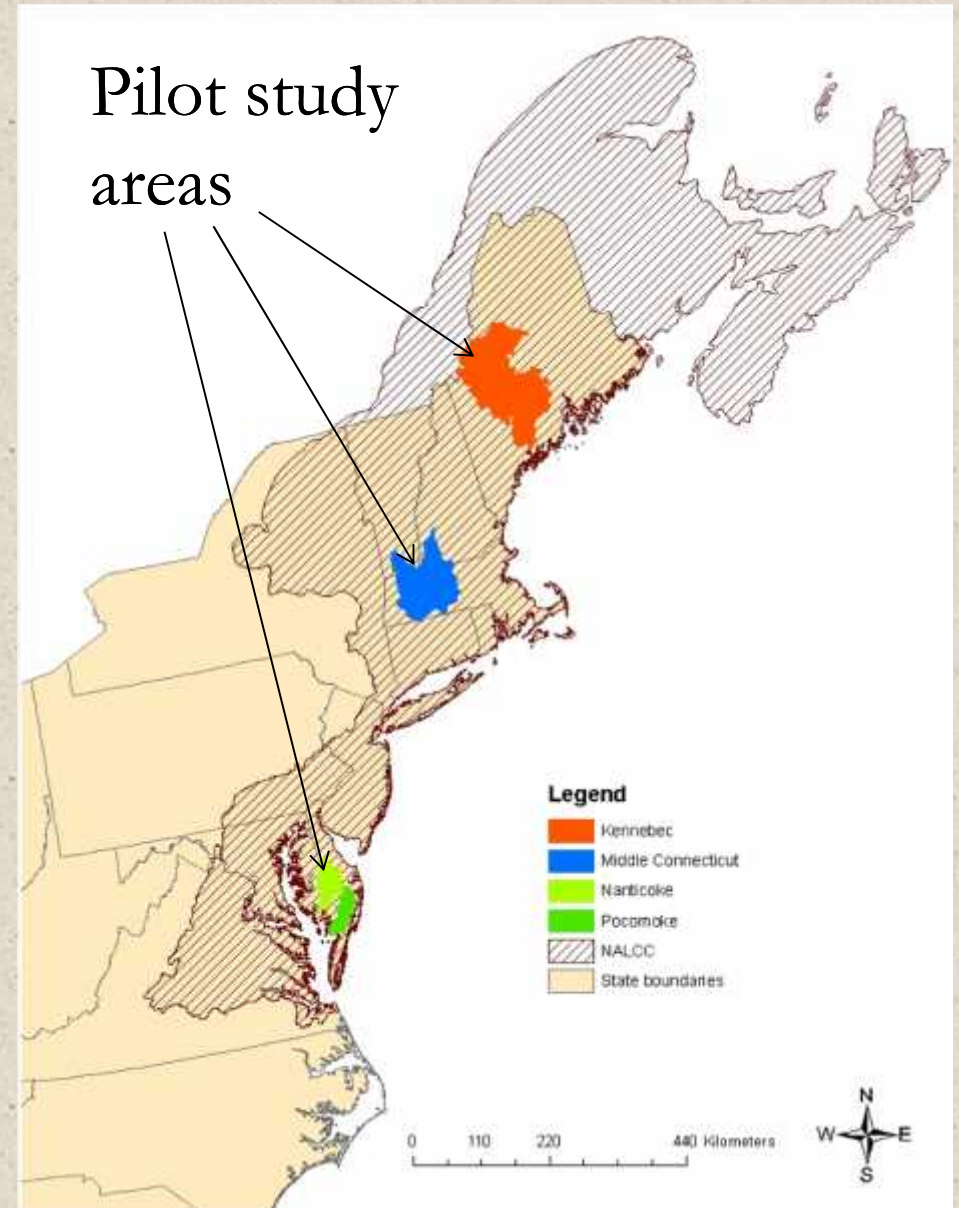 Pilot study
areas
Legend
Kennebec
Middle Connecticut
Nanticoke
Pocomoke
NALCC
State boundaries
N
W E
S
0 110 220 440 Kilometers